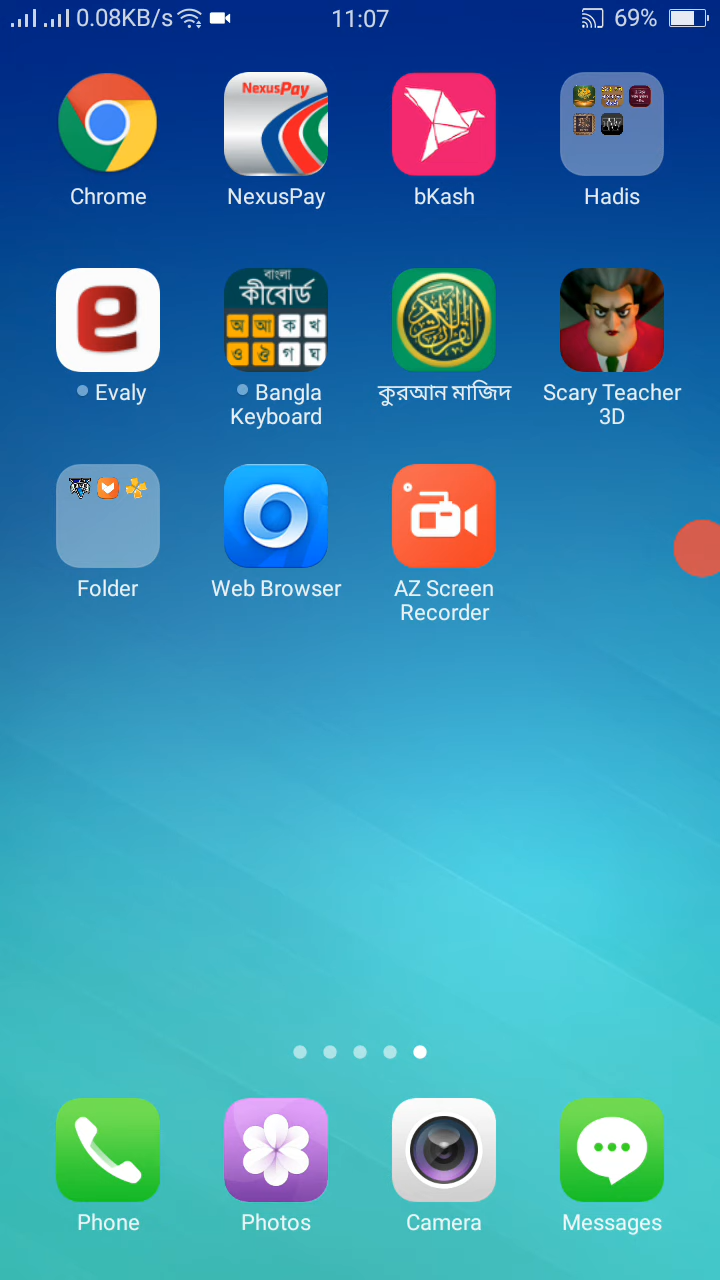 0.08KB/s 11:07 69%
NexusPay
Chrome NexusPay bKash Hadis
বাংলা
কীবোর্ড
অ আ ক খ
ও ঔ গ ঘ
Evaly Bangla Keyboard কুরআন মাজিদ Scary Teacher 3D
Folder Web Browser AZ Screen Recorder
Phone Photos Camera Messages